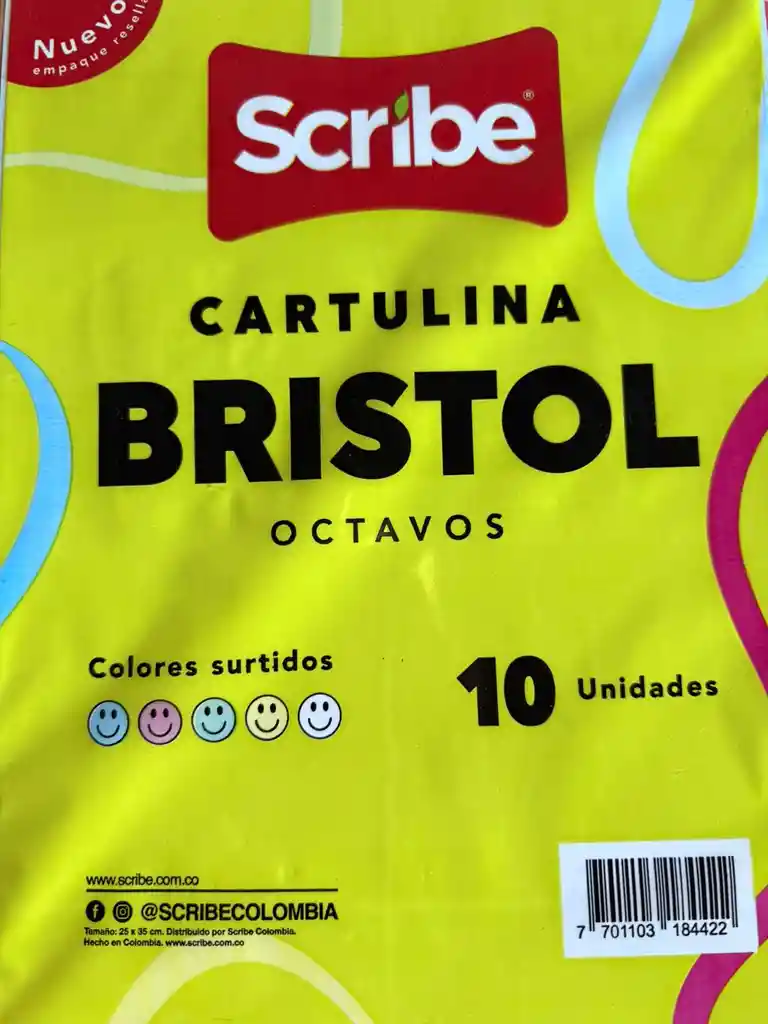 Nuevo
empaque
Scribe®
CARTULINA
BRISTOL
OCTAVOS
Colores surtidos
10 Unidades
www.scribe.com.co
@SCRIBECOLOMBIA
Tamaño: 25 x 35 cm. Distribuido por Scribe Colombia.
Hecho en Colombia. www.scribe.com.co
7 701103 184422